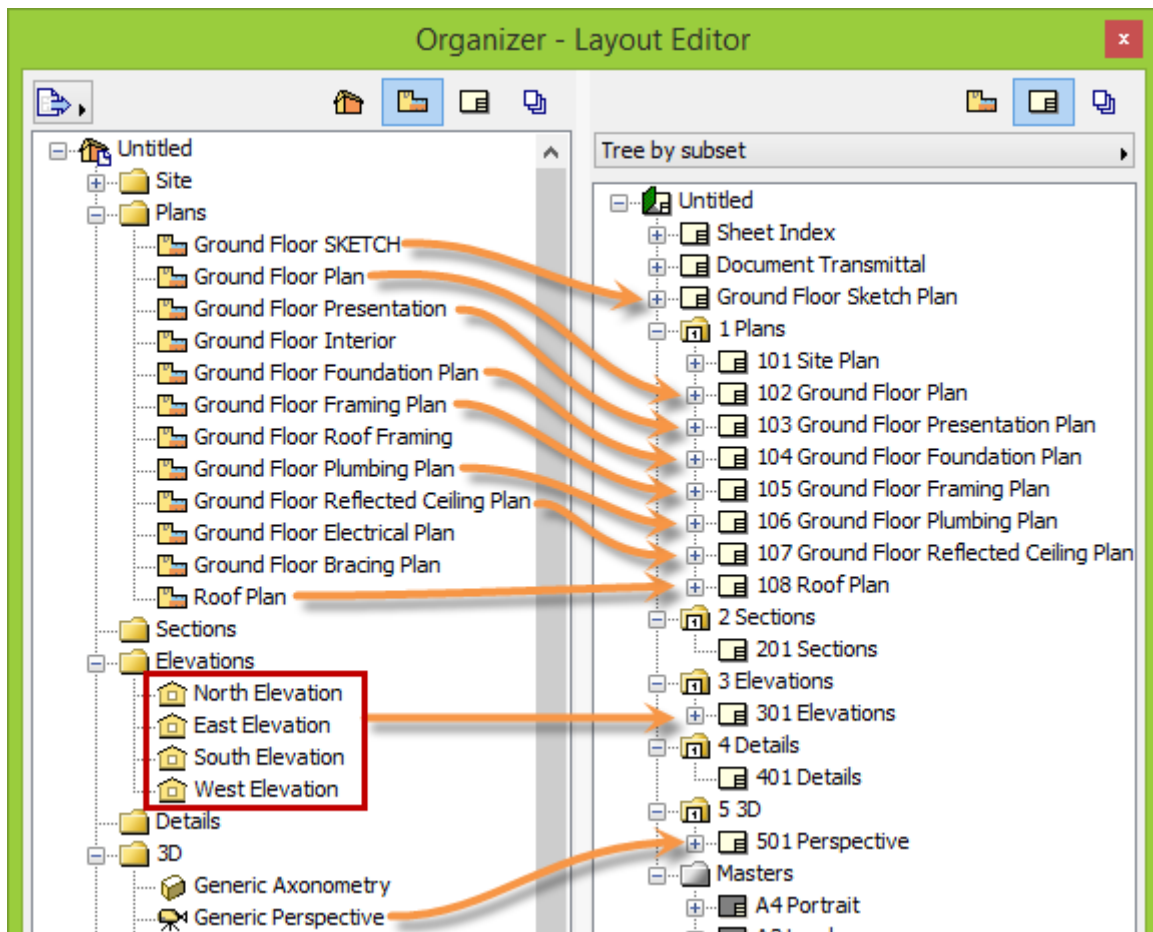 Organizer - Layout Editor
x
Untitled
Site
Plans
Ground Floor SKETCH
Ground Floor Plan
Ground Floor Presentation
Ground Floor Interior
Ground Floor Foundation Plan
Ground Floor Framing Plan
Ground Floor Roof Framing
Ground Floor Plumbing Plan
Ground Floor Reflected Ceiling Plan
Ground Floor Electrical Plan
Ground Floor Bracing Plan
Roof Plan
Sections
Elevations
North Elevation
East Elevation
South Elevation
West Elevation
Details
3D
Generic Axonometry
Generic Perspective
Tree by subset
Untitled
Sheet Index
Document Transmittal
Ground Floor Sketch Plan
1 Plans
101 Site Plan
102 Ground Floor Plan
103 Ground Floor Presentation Plan
104 Ground Floor Foundation Plan
105 Ground Floor Framing Plan
106 Ground Floor Plumbing Plan
107 Ground Floor Reflected Ceiling Plan
108 Roof Plan
2 Sections
201 Sections
3 Elevations
301 Elevations
4 Details
401 Details
5 3D
501 Perspective
Masters
A4 Portrait